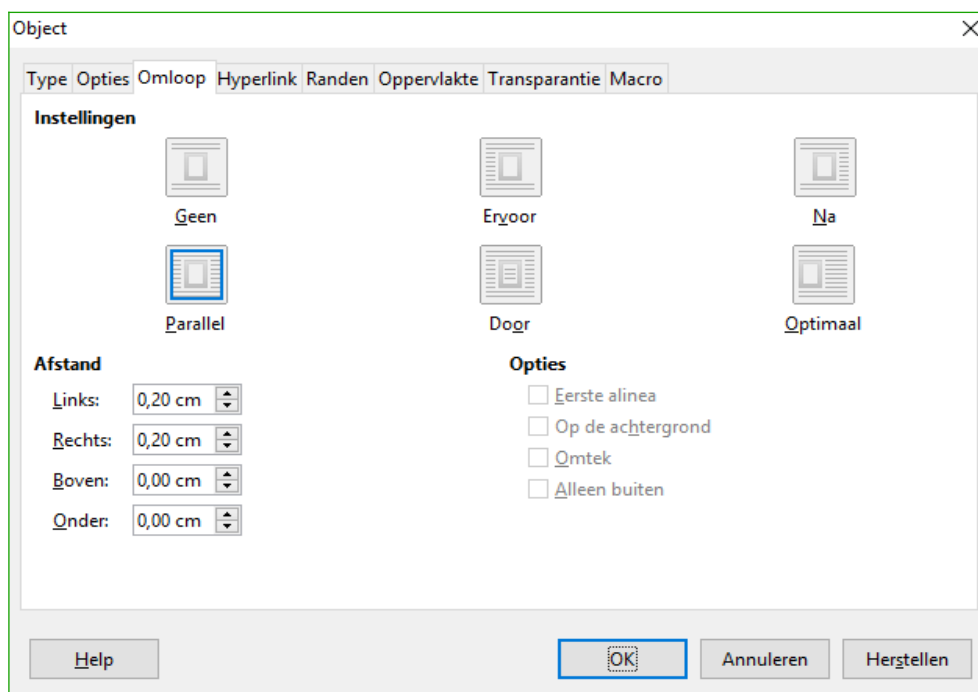 Object
Type Opties Omloop Hyperlink Randen Oppervlakte Transparantie Macro
Instellingen
Geen Ervoor Na
Parallel Door Optimaal
Afstand Opties
Links: 0,20 cm Eerste alinea
Rechts: 0,20 cm Op de achtergrond
Boven: 0,00 cm Omtek
Onder: 0,00 cm Alleen buiten
Help OK Annuleren Herstellen